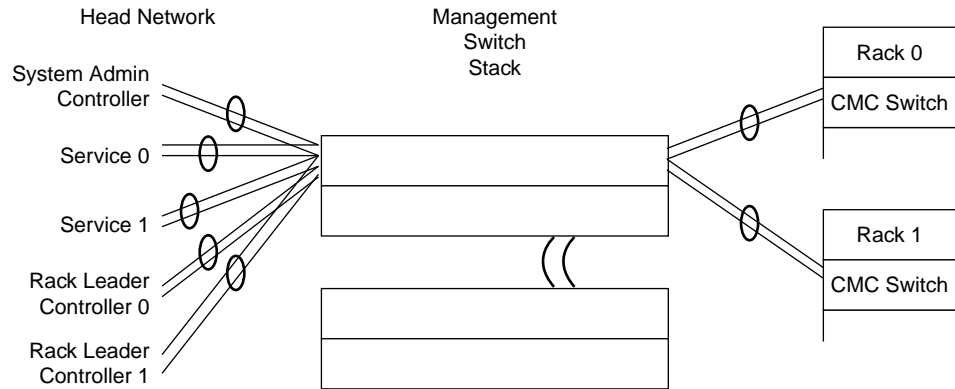 Head Network
Management
Switch
Stack
System Admin
Controller
Service 0
Service 1
Rack Leader
Controller 0
Rack Leader
Controller 1
Rack 0
CMC Switch
Rack 1
CMC Switch